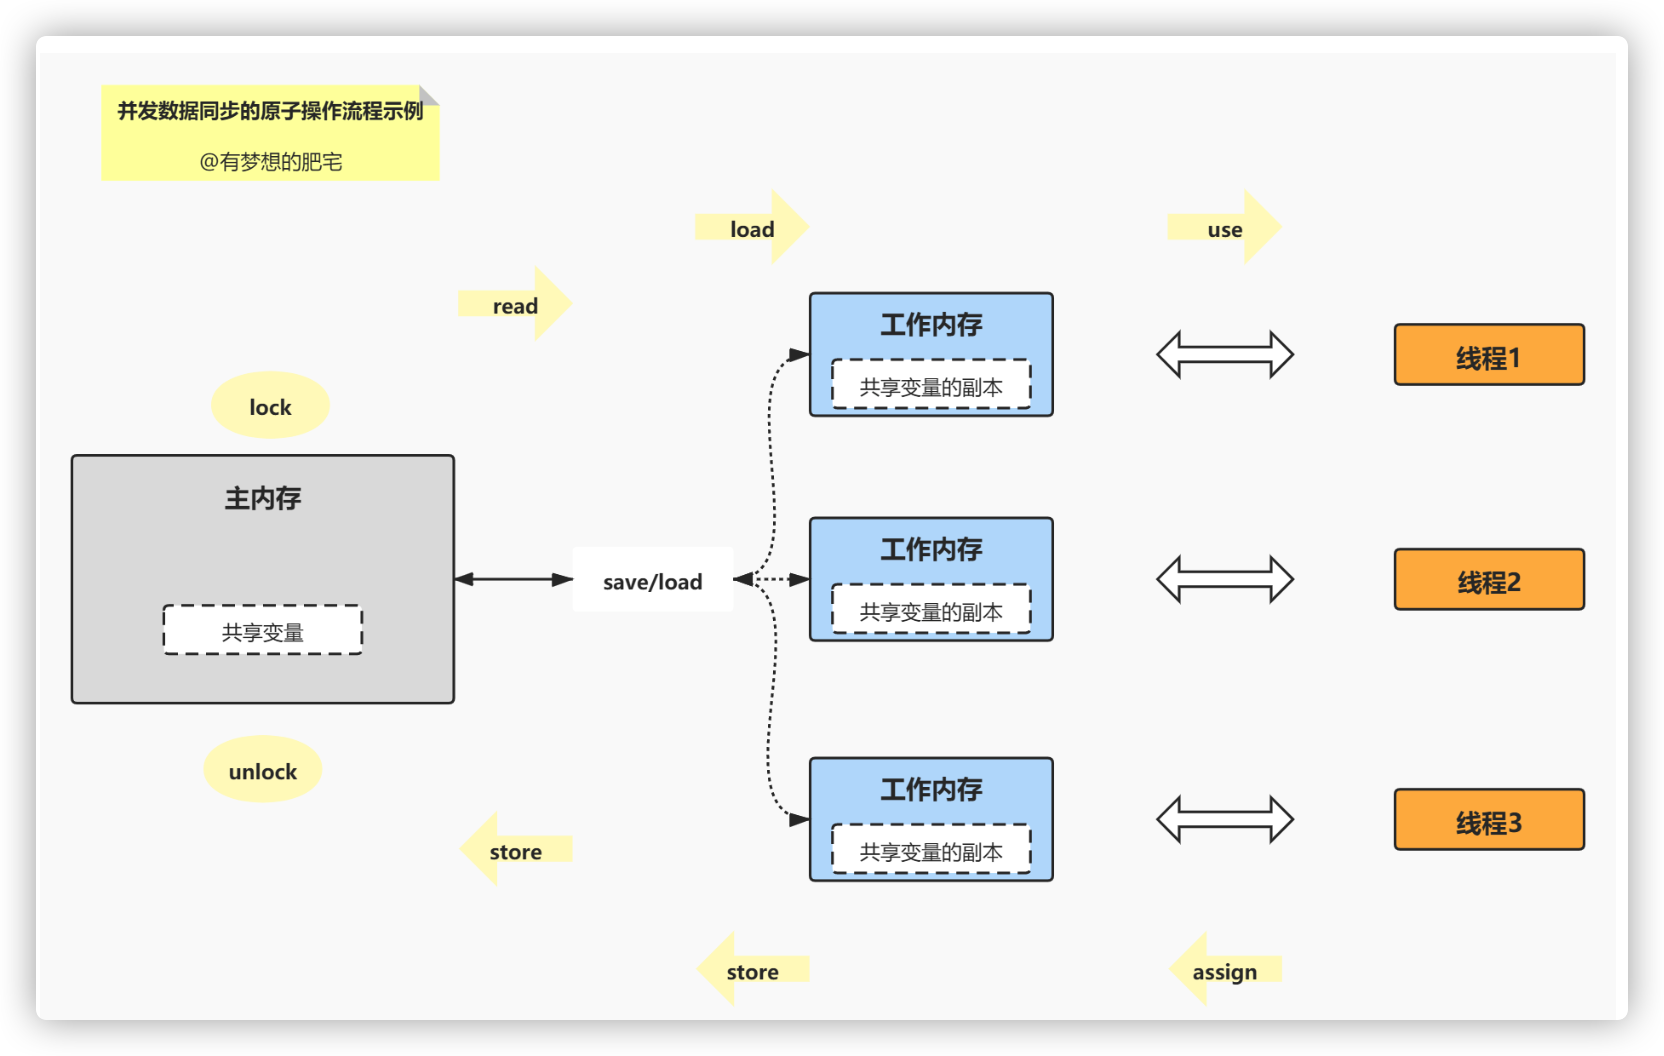 并发数据同步的原子操作流程示例
@有梦想的肥宅
load
use
read
工作内存
共享变量的副本
线程1
lock
主内存
共享变量
save/load
工作内存
共享变量的副本
线程2
unlock
工作内存
共享变量的副本
线程3
store
store
assign